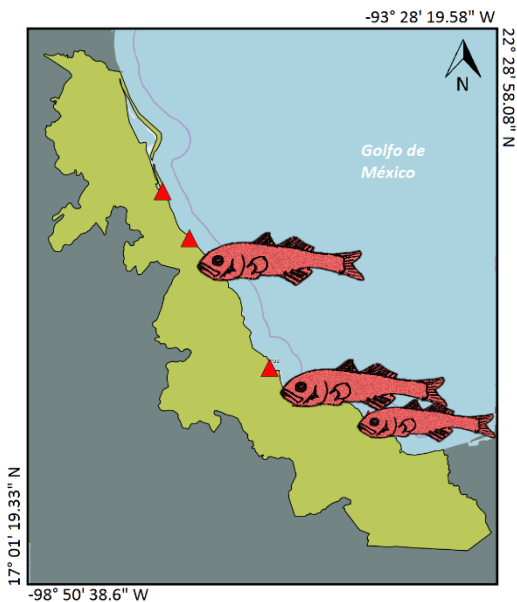 -93° 28' 19.58" W
22° 28' 58.08" N
N
Golfo de
México
17° 01' 19.33" N
-98° 50' 38.6" W